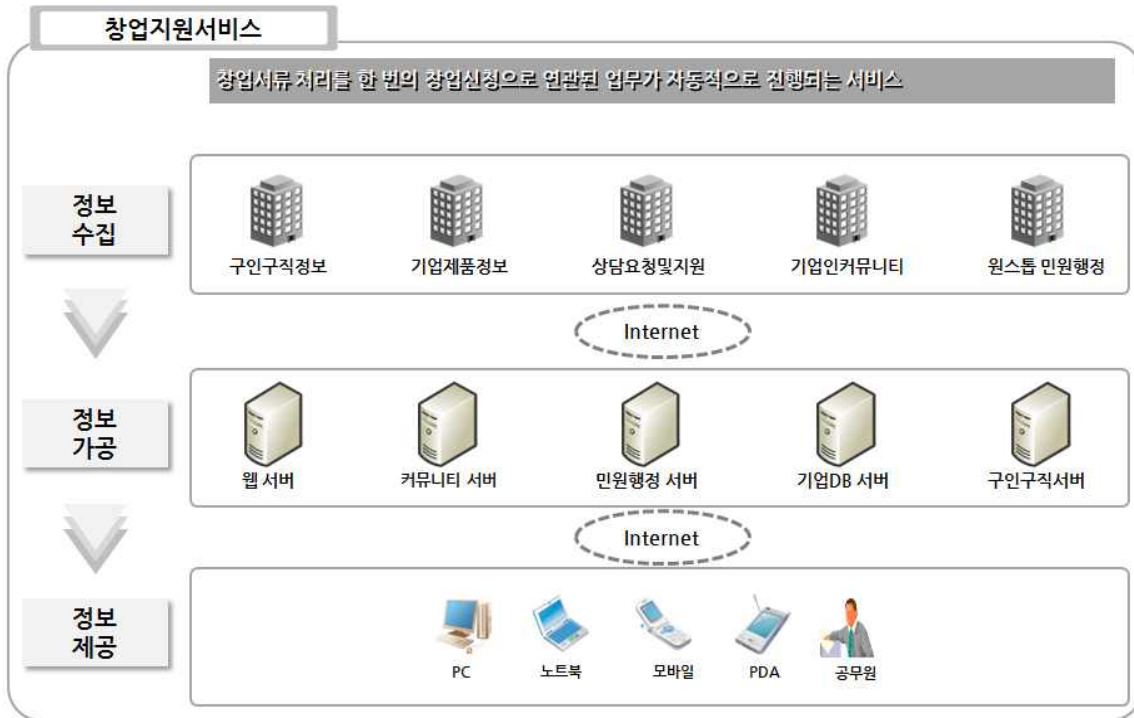 창업지원서비스
창업서류 처리를 한 번의 창업신청으로 연관된 업무가 자동적으로 진행되는 서비스
정보
수집
구인구직정보
기업제품정보
상담요청및지원
기업인커뮤니티
원스톱 민원행정
Internet
정보
가공
웹 서버
커뮤니티 서버
민원행정 서버
기업DB 서버
구인구직서버
Internet
정보
제공
PC
노트북
모바일
PDA
공무원